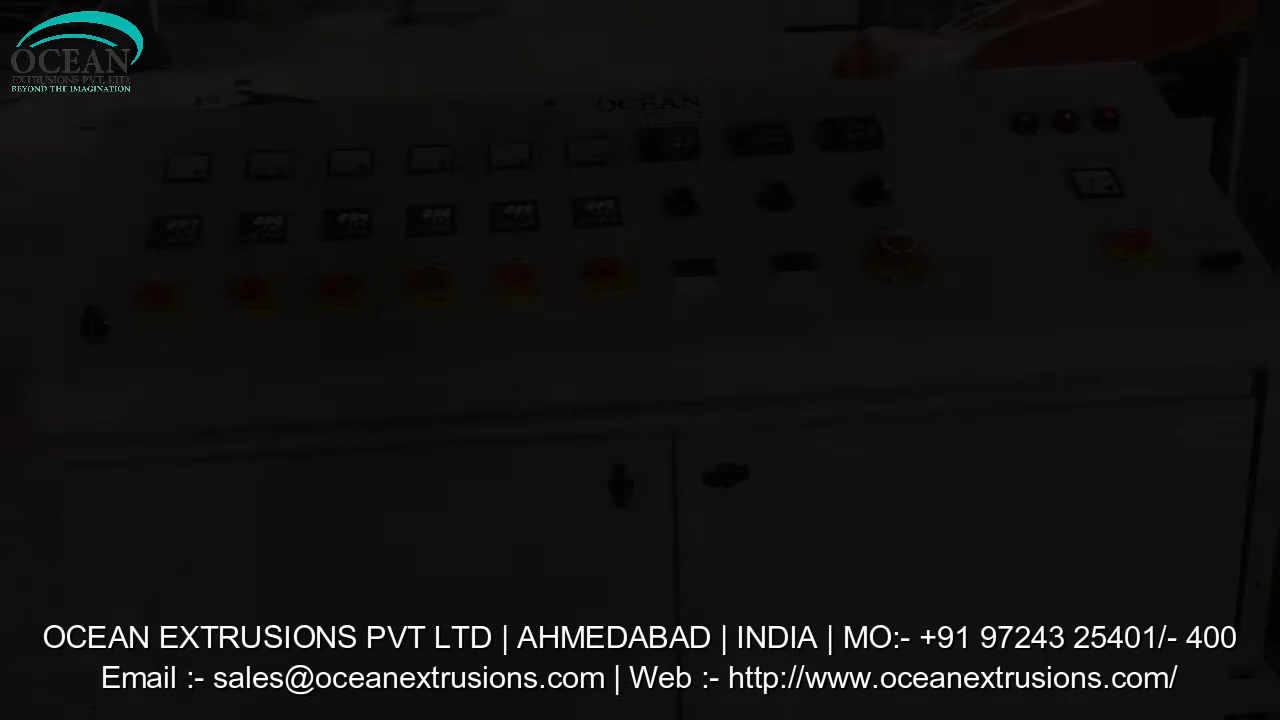 OCEAN
EXTRUSIONS PVT. LTD.
BEYOND THE IMAGINATION
OCEAN
OCEAN EXTRUSIONS PVT LTD | AHMEDABAD | INDIA | MO:- +91 97243 25401/- 400
Email :- sales@oceanextrusions.com | Web :- http://www.oceanextrusions.com/